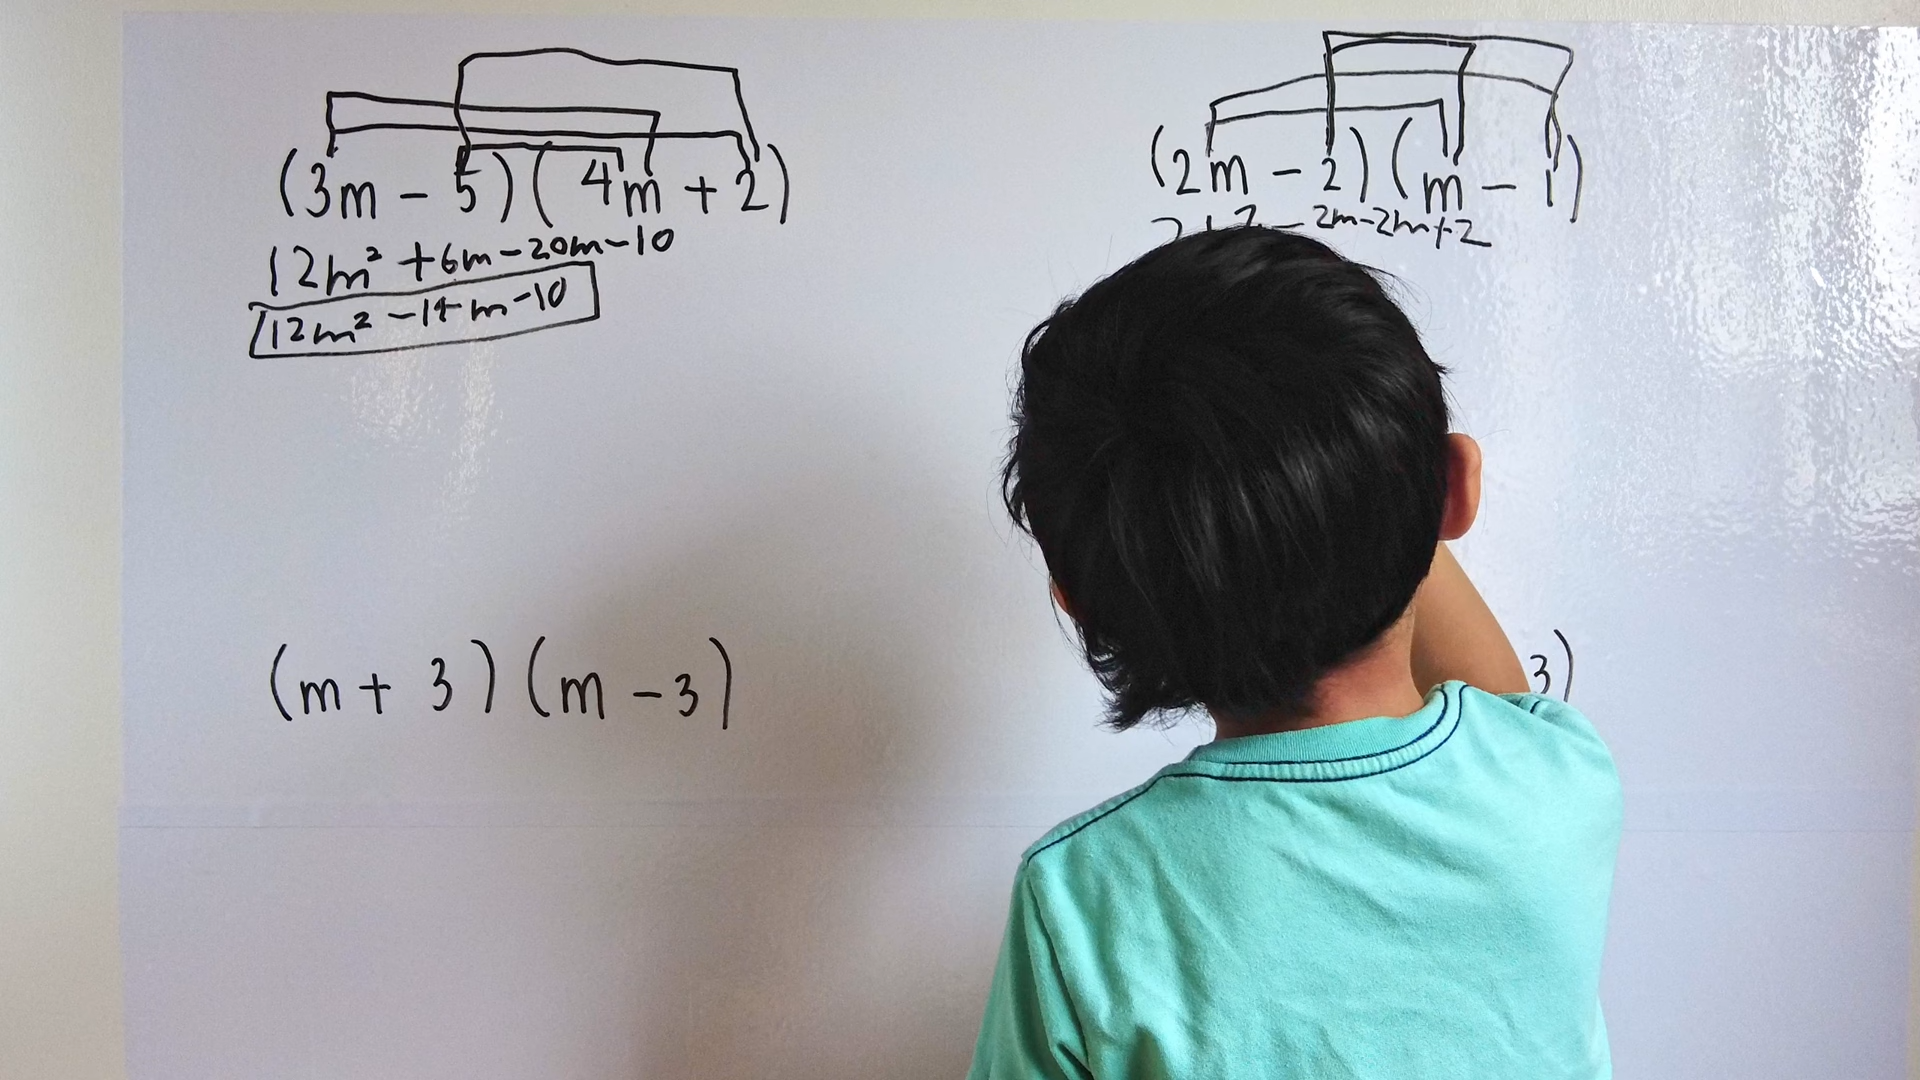 (3m - 5)(4m + 2)
12m² + 6m - 20m - 10
12m² - 14m - 10
(2m - 2)(m - 1)
- 2m - 2m + 2
(m + 3)(m - 3)
3)